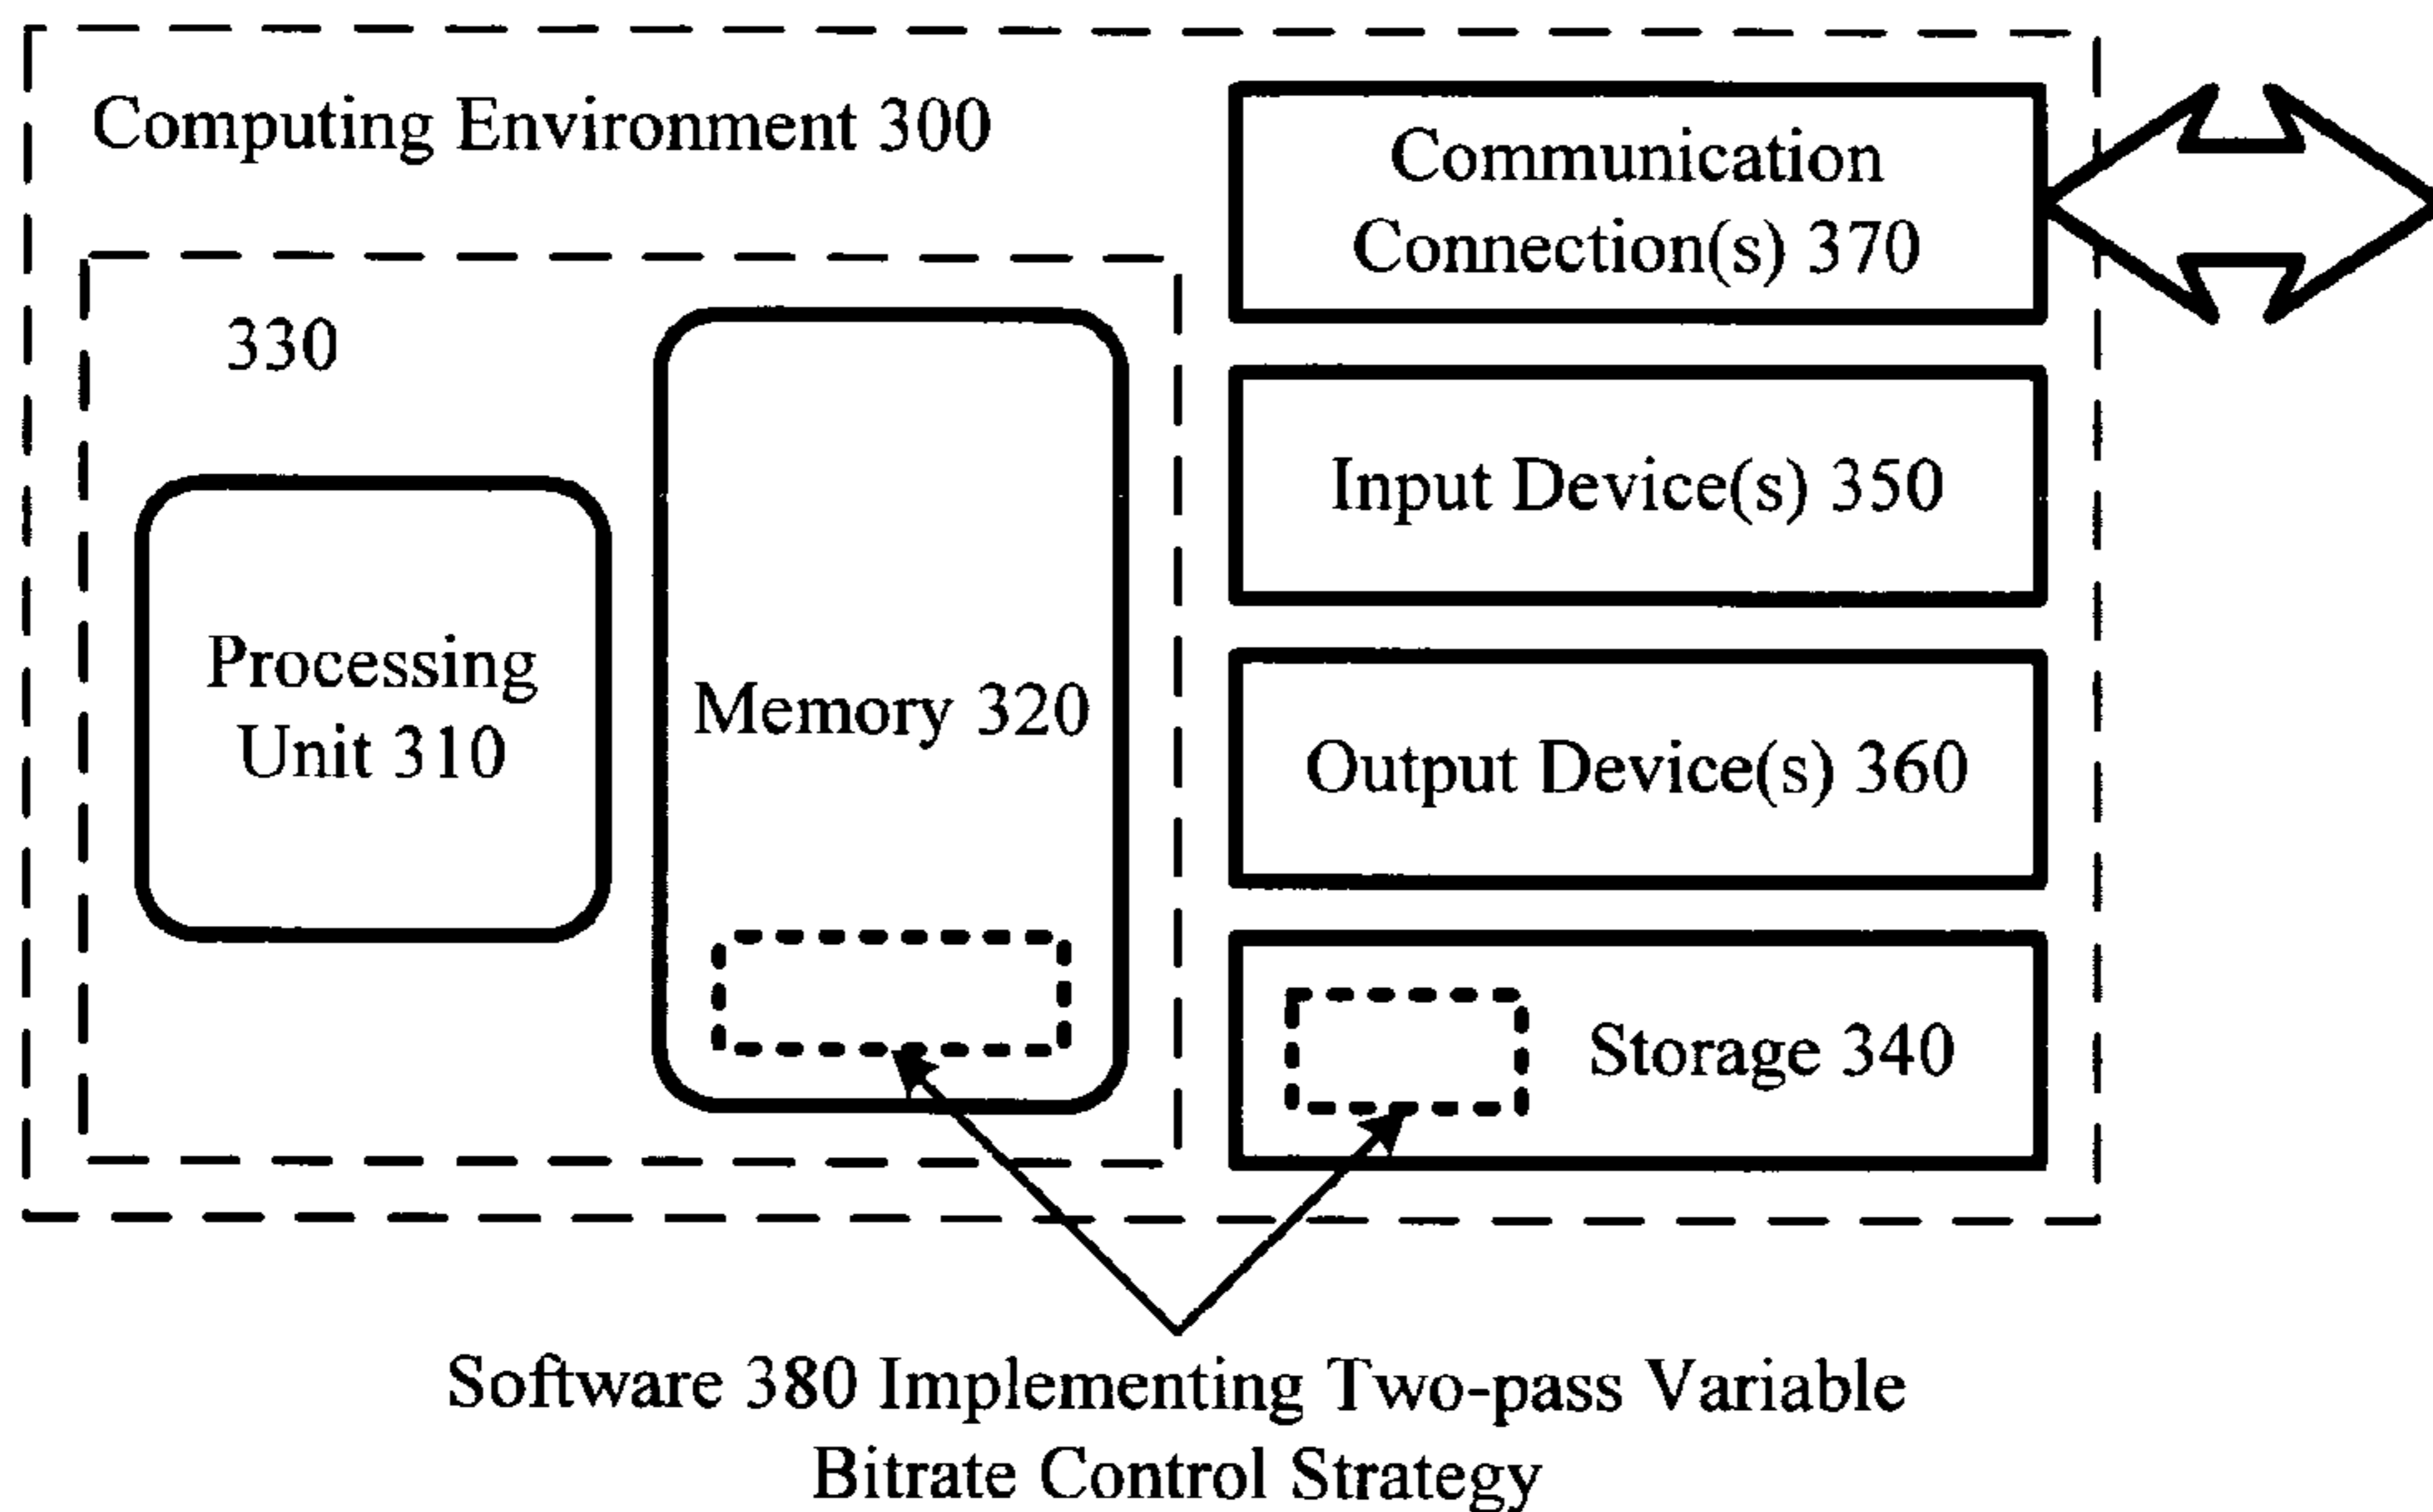 Computing Environment 300
Communication
Connection(s) 370
330
Input Device(s) 350
Processing
Unit 310
Memory 320
Output Device(s) 360
Storage 340
Software 380 Implementing Two-pass Variable
Bitrate Control Strategy